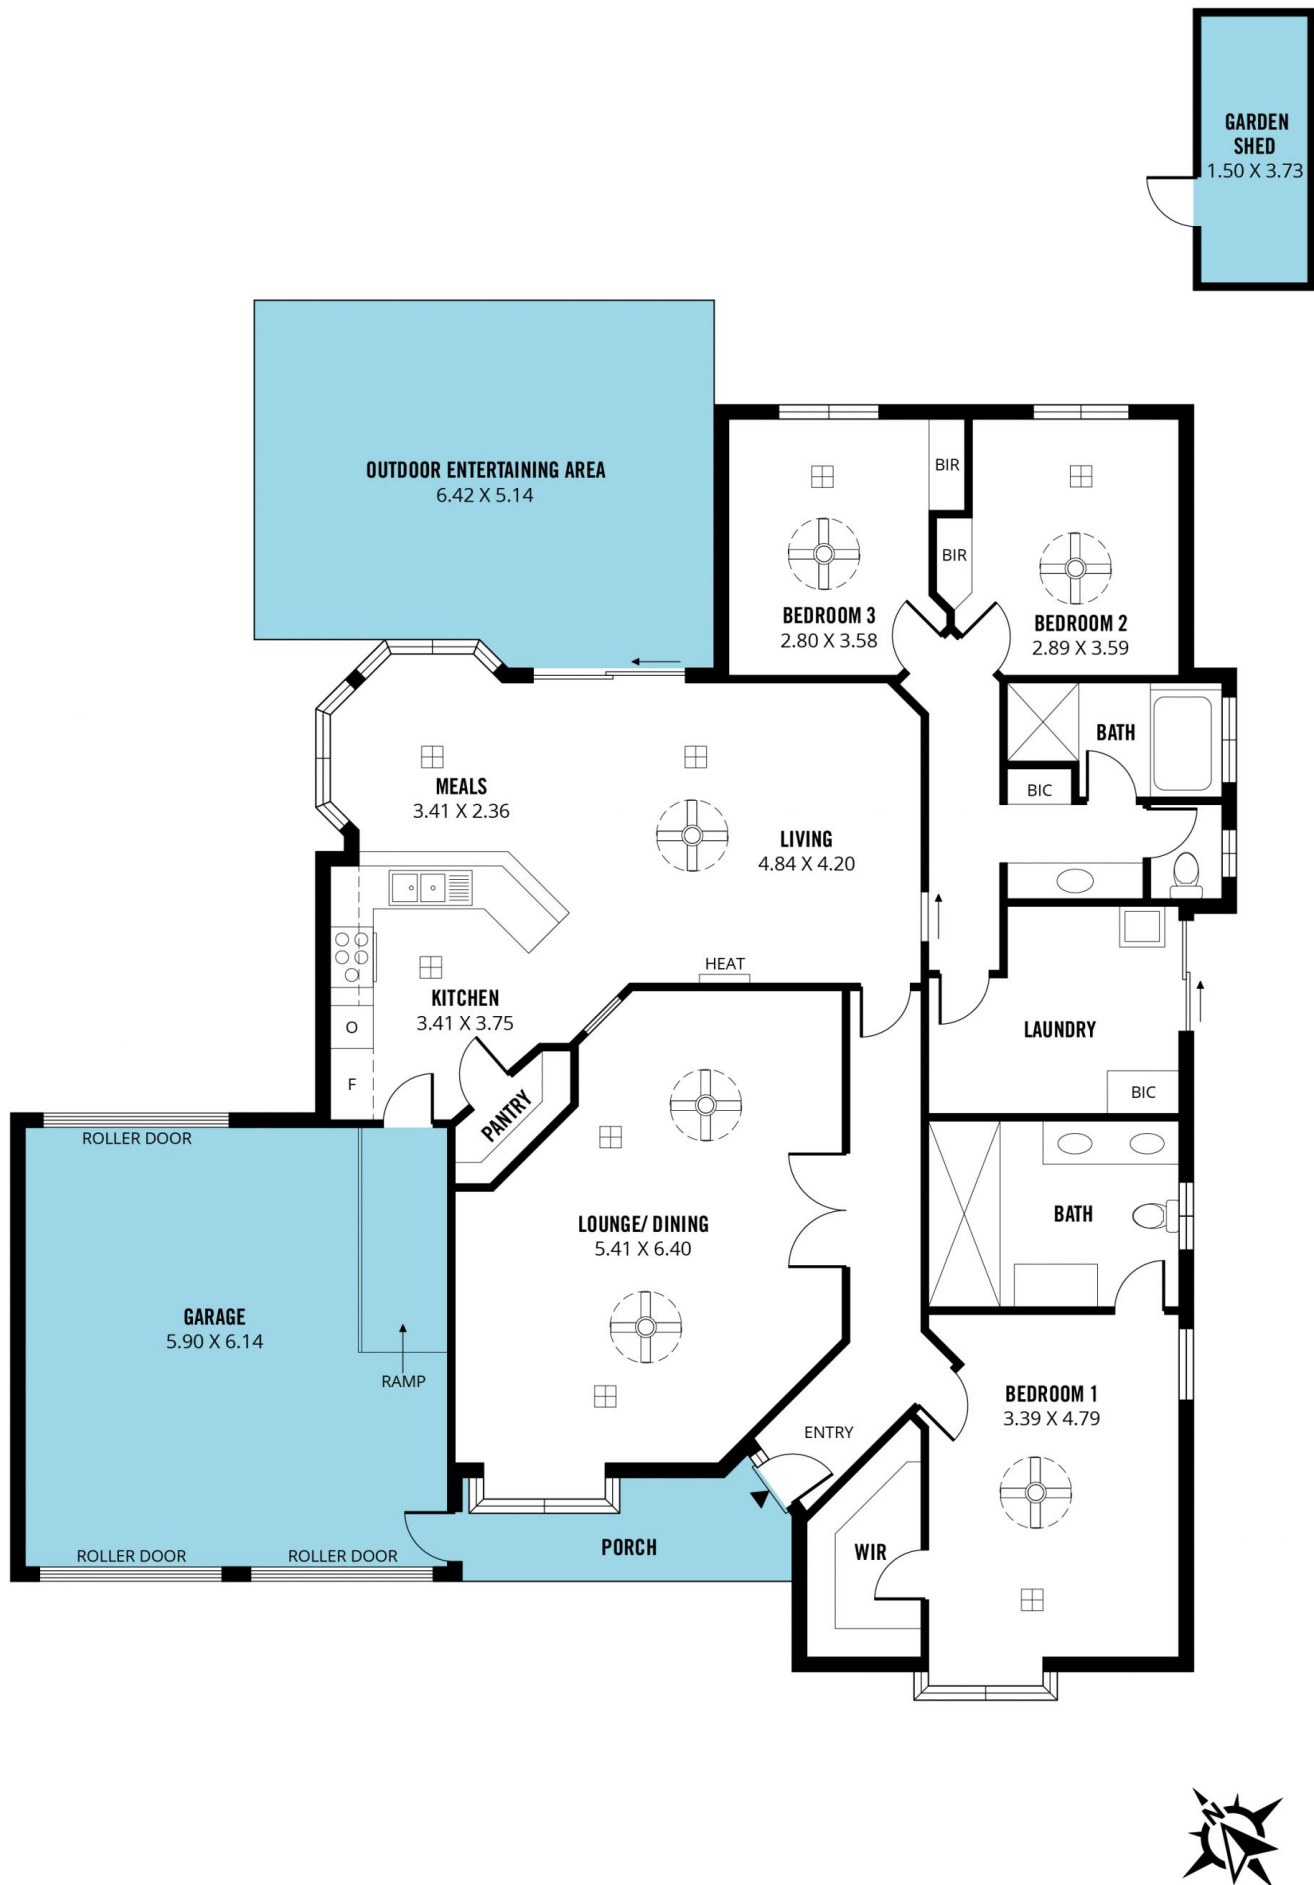 GARDEN
SHED
1.50 X 3.73
OUTDOOR ENTERTAINING AREA
6.42 X 5.14
BIR
BIR
BEDROOM 3
2.80 X 3.58
BEDROOM 2
2.89 X 3.59
BATH
BIC
MEALS
3.41 X 2.36
LIVING
4.84 X 4.20
HEAT
KITCHEN
3.41 X 3.75
O
F
LAUNDRY
BIC
PANTRY
ROLLER DOOR
LOUNGE/ DINING
5.41 X 6.40
BATH
GARAGE
5.90 X 6.14
RAMP
BEDROOM 1
3.39 X 4.79
ENTRY
PORCH
WIR
ROLLER DOOR
ROLLER DOOR
N